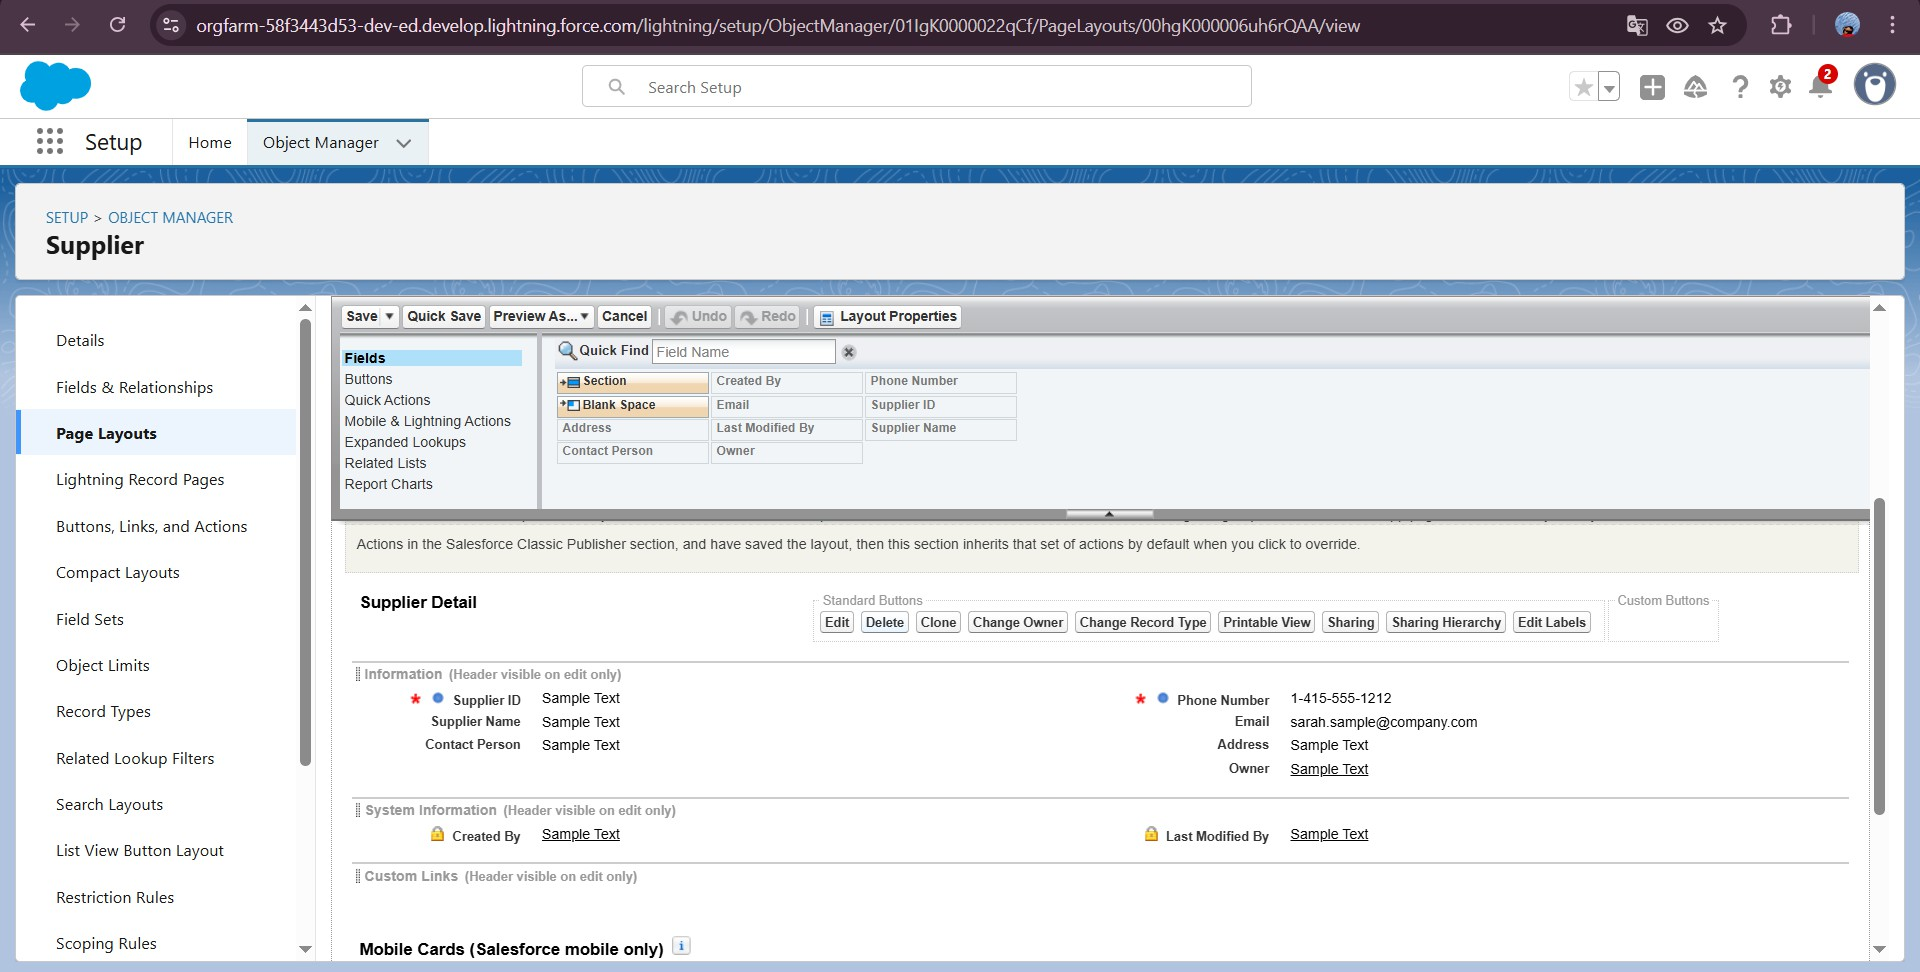 orgfarm-58f3443d53-dev-ed.develop.lightning.force.com/lightning/setup/ObjectManager/01IgK0000022qCf/PageLayouts/00hgK000006uh6rQAA/view
Search Setup
2
Setup
Home
Object Manager
SETUP > OBJECT MANAGER
Supplier
Details
Fields & Relationships
Page Layouts
Lightning Record Pages
Buttons, Links, and Actions
Compact Layouts
Field Sets
Object Limits
Record Types
Related Lookup Filters
Search Layouts
List View Button Layout
Restriction Rules
Scoping Rules
Save Quick Save Preview As... Cancel Undo Redo Layout Properties
Fields
Buttons
Quick Actions
Mobile & Lightning Actions
Expanded Lookups
Related Lists
Report Charts
Quick Find Field Name
Section Created By Phone Number
Blank Space Email Supplier ID
Address Last Modified By Supplier Name
Contact Person Owner
Actions in the Salesforce Classic Publisher section, and have saved the layout, then this section inherits that set of actions by default when you click to override.
Supplier Detail
Standard Buttons
Edit Delete Clone Change Owner Change Record Type Printable View Sharing Sharing Hierarchy Edit Labels
Custom Buttons
Information (Header visible on edit only)
* Supplier ID Sample Text * Phone Number 1-415-555-1212
Supplier Name Sample Text Email sarah.sample@company.com
Contact Person Sample Text Address Sample Text
Owner Sample Text
System Information (Header visible on edit only)
Created By Sample Text Last Modified By Sample Text
Custom Links (Header visible on edit only)
Mobile Cards (Salesforce mobile only) i